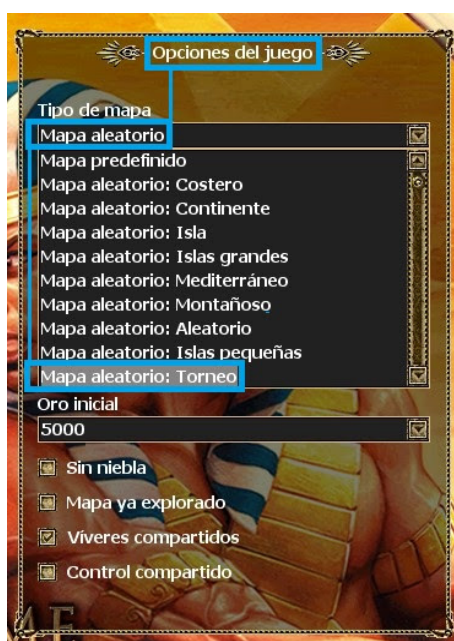 Opciones del juego
Tipo de mapa
Mapa aleatorio
Mapa predefinido
Mapa aleatorio: Costero
Mapa aleatorio: Continente
Mapa aleatorio: Isla
Mapa aleatorio: Islas grandes
Mapa aleatorio: Mediterráneo
Mapa aleatorio: Montañoso
Mapa aleatorio: Aleatorio
Mapa aleatorio: Islas pequeñas
Mapa aleatorio: Torneo
Oro inicial
5000
Sin niebla
Mapa ya explorado
Víveres compartidos
Control compartido